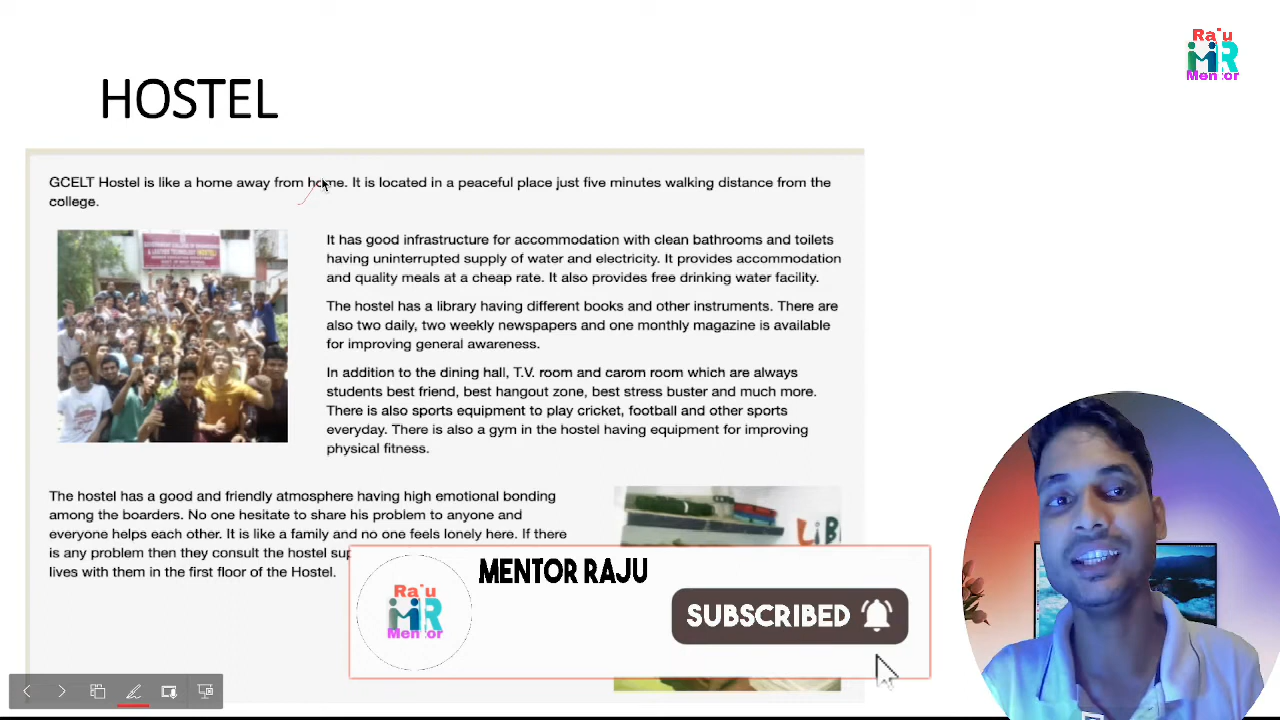 Raju
MR
Mentor
HOSTEL
GCELT Hostel is like a home away from home. It is located in a peaceful place just five minutes walking distance from the
college.
It has good infrastructure for accommodation with clean bathrooms and toilets
having uninterrupted supply of water and electricity. It provides accommodation
and quality meals at a cheap rate. It also provides free drinking water facility.
The hostel has a library having different books and other instruments. There are
also two daily, two weekly newspapers and one monthly magazine is available
for improving general awareness.
In addition to the dining hall, T.V. room and carom room which are always
students best friend, best hangout zone, best stress buster and much more.
There is also sports equipment to play cricket, football and other sports
everyday. There is also a gym in the hostel having equipment for improving
physical fitness.
The hostel has a good and friendly atmosphere having high emotional bonding
among the boarders. No one hesitate to share his problem to anyone and
everyone helps each other. It is like a family and no one feels lonely here. If there
is any problem then they consult the hostel sup
lives with them in the first floor of the Hostel.
LIB
MENTOR RAJU
Raju
MR
Mentor
SUBSCRIBED